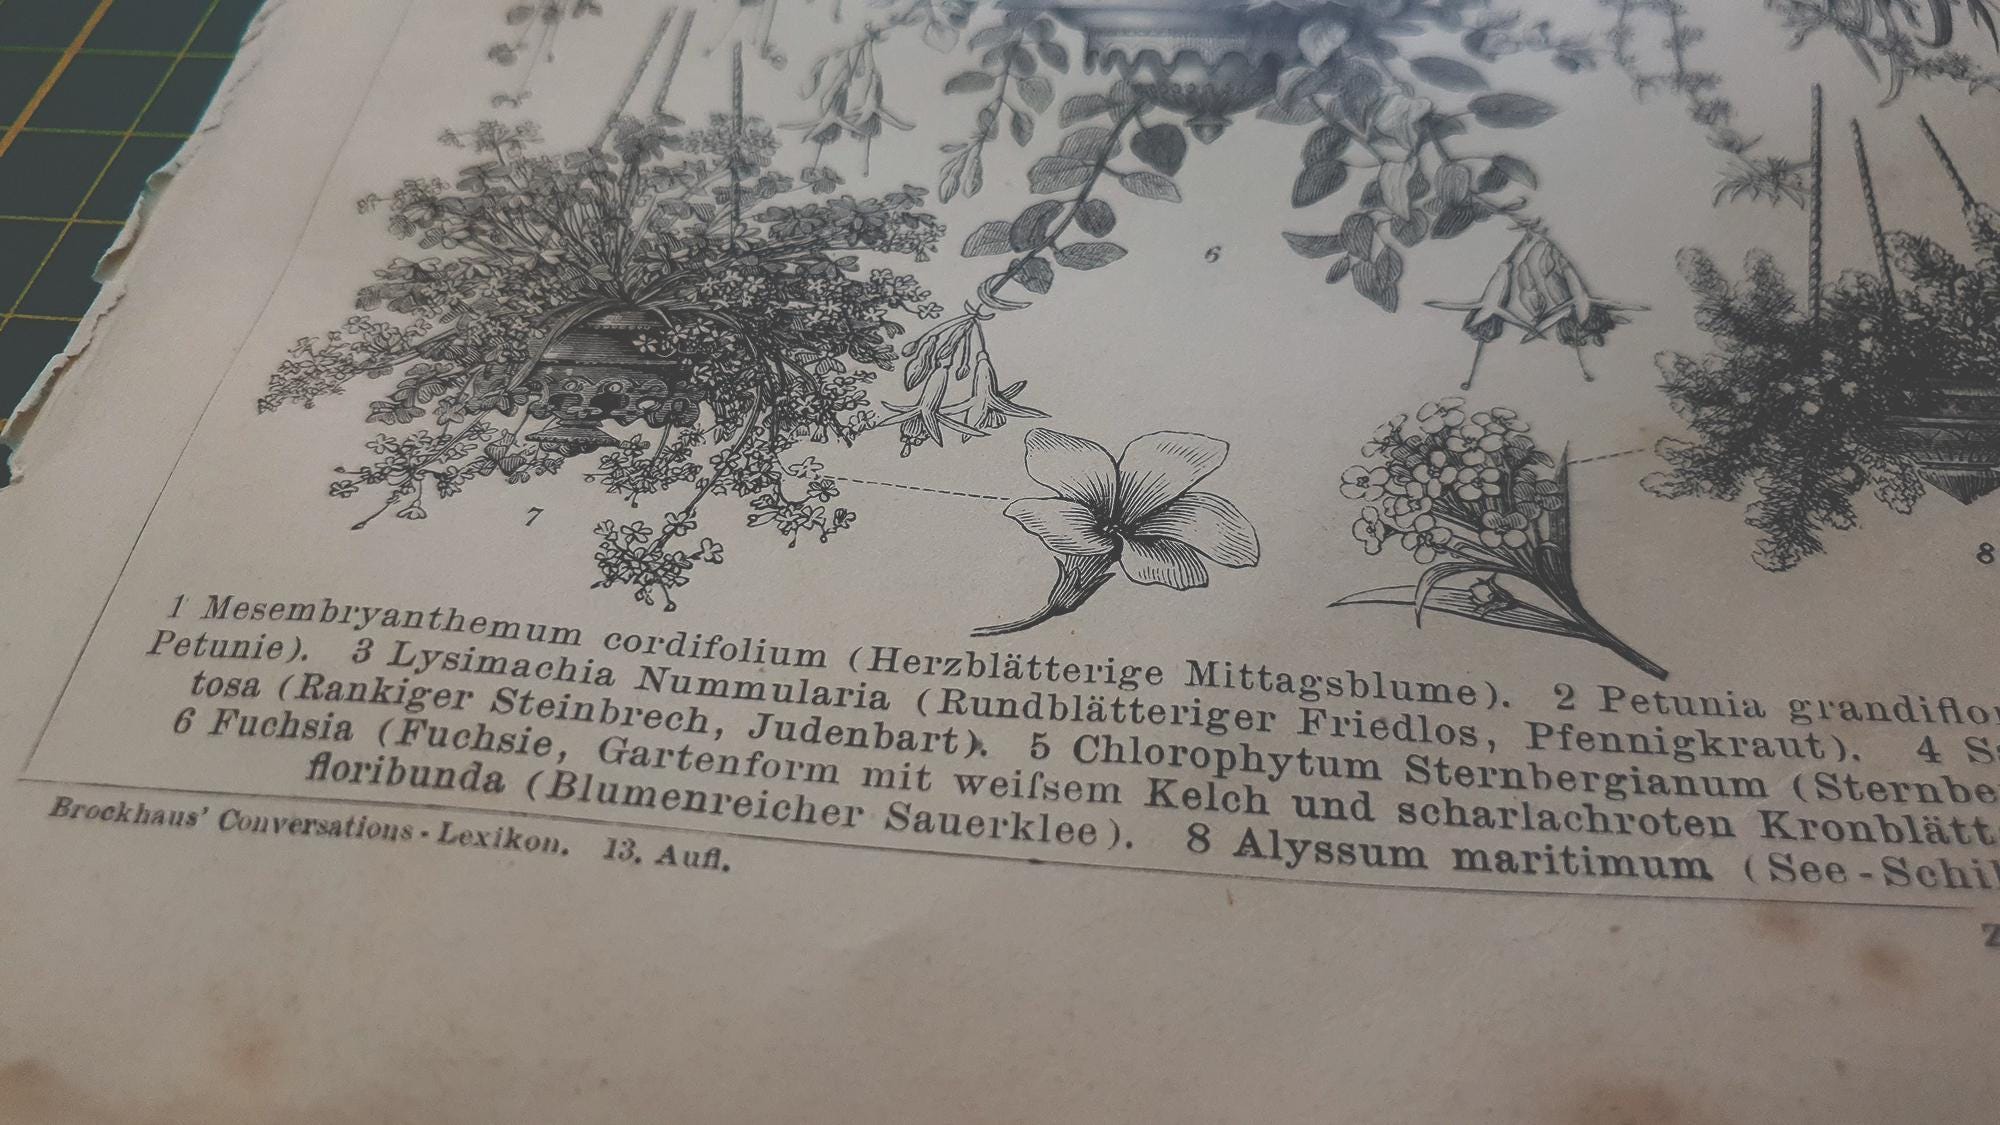 6
7
8
1 Mesembryanthemum cordifolium (Herzblätterige Mittagsblume). 2 Petunia
Petunie). 3 Lysimachia Nummularia (Rundblätteriger Friedlos, Pfennigkraut). 4
tosa (Rankiger Steinbrech, Judenbart). 5 Chlorophytum Sternbergianum (
6 Fuchsia (Fuchsie, Gartenform mit weiſsem Kelch und scharlachroten
floribunda (Blumenreicher Sauerklee). 8 Alyssum maritimum (See-
Brockhaus' Conversations-Lexikon. 13. Aufl.